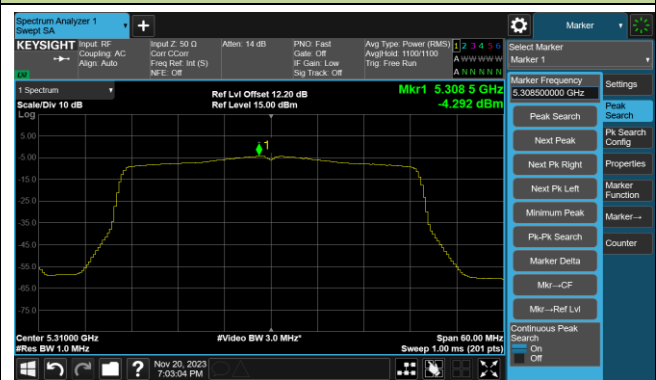 Spectrum Analyzer 1
Swept SA
Marker
KEYSIGHT
Input: RF
Coupling: AC
Align: Auto
Input Z: 50 Ω
Corr CCorr
Freq Ref: Int (S)
NFE: Off
Atten: 14 dB
PNO: Fast
Gate: Off
IF Gain: Low
Sig Track: Off
Avg Type: Power (RMS)
Avg|Hold: 1100/1100
Trig: Free Run
1 2 3 4 5 6
A W W W W W
A N N N N N
LXI
Select Marker
Marker 1
1 Spectrum
Scale/Div 10 dB
Ref Lvl Offset 12.20 dB
Ref Level 15.00 dBm
Mkr1 5.308 5 GHz
-4.292 dBm
Log
5.00
-5.00
-15.0
-25.0
-35.0
-45.0
-55.0
-65.0
-75.0
1
Center 5.31000 GHz
#Res BW 1.0 MHz
#Video BW 3.0 MHz*
Span 60.00 MHz
Sweep 1.00 ms (201 pts)
Marker Frequency
5.308500000 GHz
Peak Search
Next Peak
Next Pk Right
Next Pk Left
Minimum Peak
Pk-Pk Search
Marker Delta
Mkr→CF
Mkr→Ref Lvl
Continuous Peak
Search
On
Off
Settings
Peak
Search
Pk Search
Config
Properties
Marker
Function
Marker→
Counter
Nov 20, 2023
7:03:04 PM